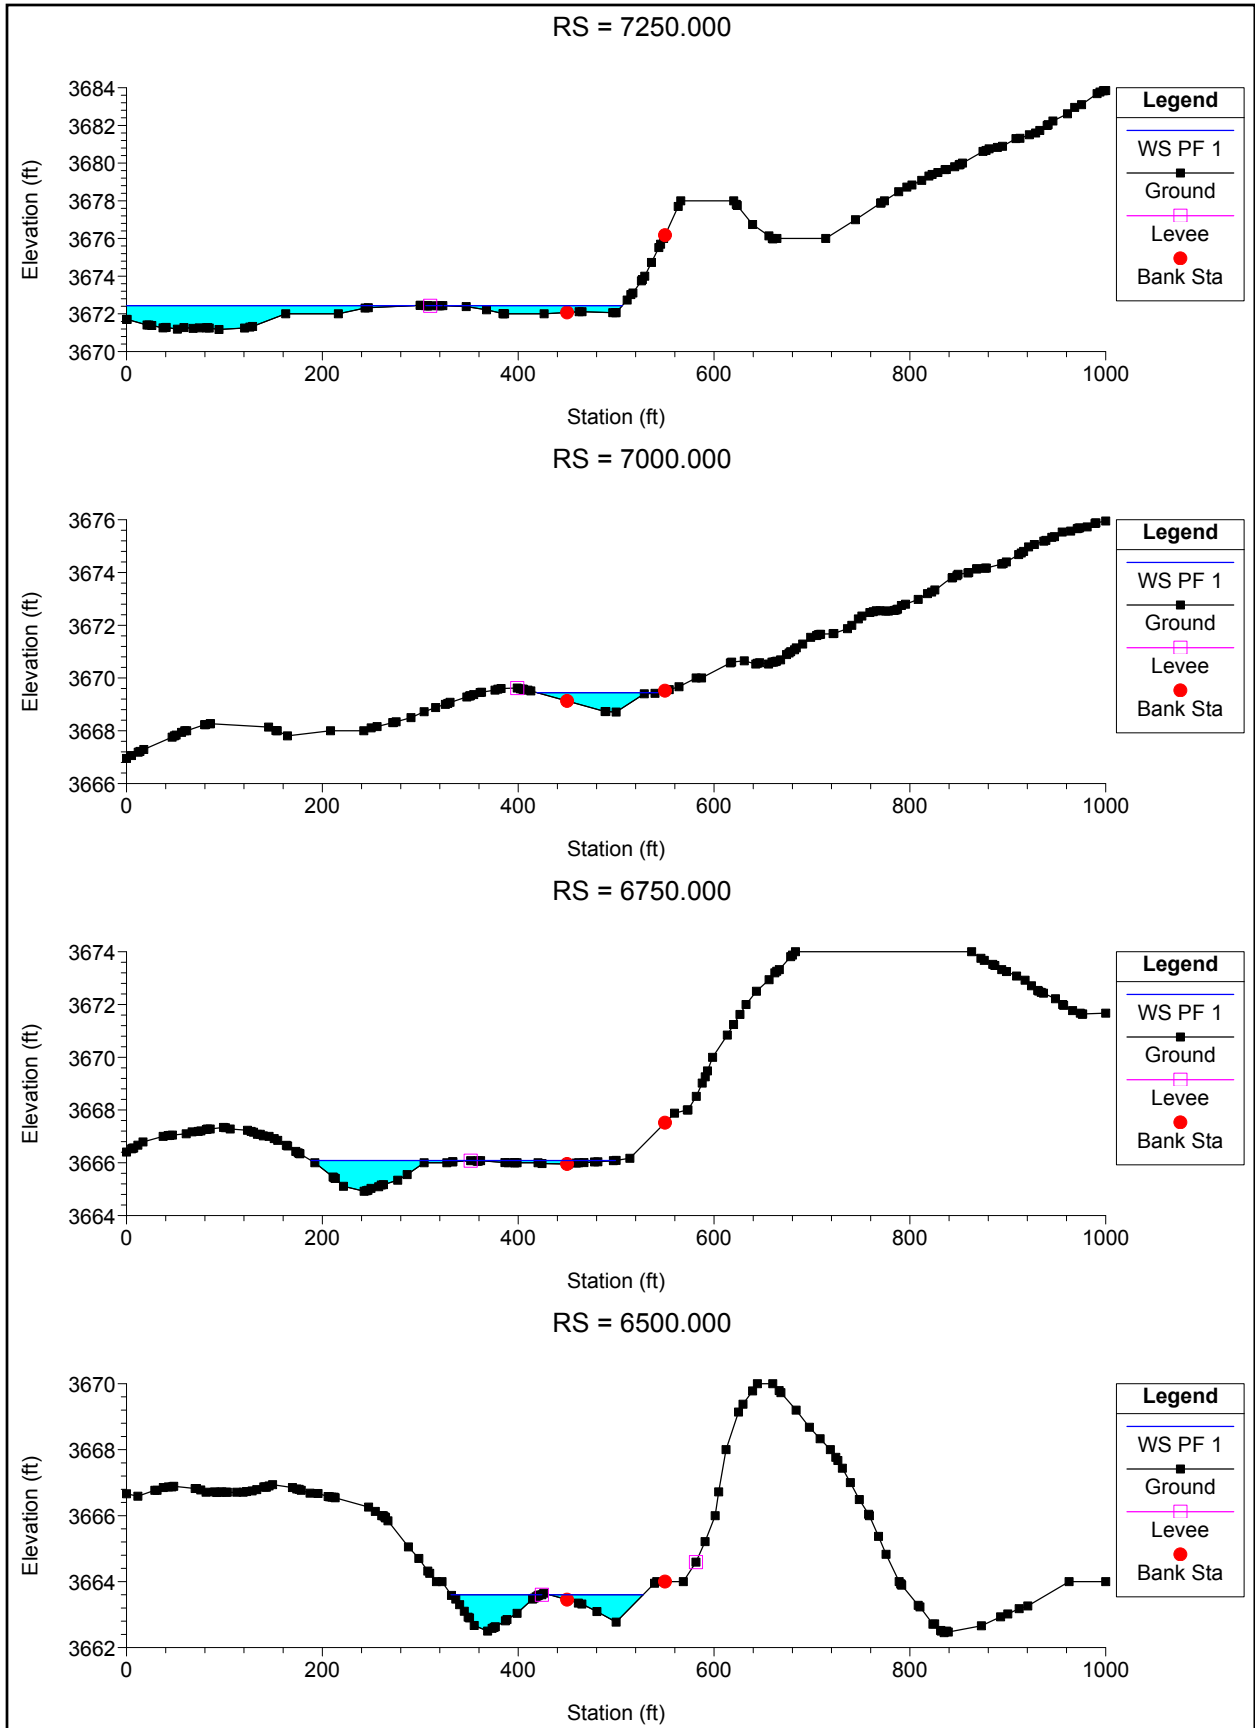 RS = 7250.000
3684
3682
3680
3678
3676
3674
3672
3670
Elevation (ft)
0 200 400 600 800 1000
Station (ft)
Legend
WS PF 1
Ground
Levee
Bank Sta
RS = 7000.000
3676
3674
3672
3670
3668
3666
Elevation (ft)
0 200 400 600 800 1000
Station (ft)
Legend
WS PF 1
Ground
Levee
Bank Sta
RS = 6750.000
3674
3672
3670
3668
3666
3664
Elevation (ft)
0 200 400 600 800 1000
Station (ft)
Legend
WS PF 1
Ground
Levee
Bank Sta
RS = 6500.000
3670
3668
3666
3664
3662
Elevation (ft)
0 200 400 600 800 1000
Station (ft)
Legend
WS PF 1
Ground
Levee
Bank Sta